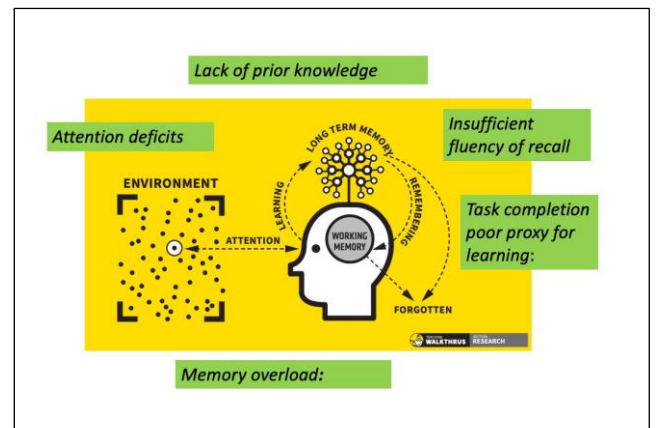 Lack of prior knowledge
Attention deficits
Insufficient
fluency of recall
LONG TERM MEMORY
ENVIRONMENT
LEARNING
REMEMBERING
ATTENTION
WORKING
MEMORY
Task completion
poor proxy for
learning:
FORGOTTEN
WALKTHRUS
RESEARCH
Memory overload: